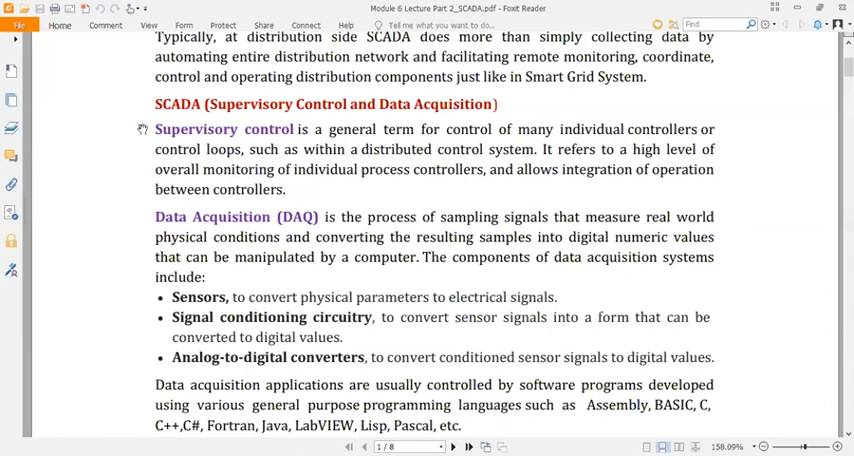 Module 6 Lecture Part 2_SCADA.pdf - Foxit Reader
File Home Comment View Form Protect Share Connect Help Tell me what you want to do... Find
Typically, at distribution side SCADA does more than simply collecting data by
automating entire distribution network and facilitating remote monitoring, coordinate,
control and operating distribution components just like in Smart Grid System.
SCADA (Supervisory Control and Data Acquisition)
Supervisory control is a general term for control of many individual controllers or
control loops, such as within a distributed control system. It refers to a high level of
overall monitoring of individual process controllers, and allows integration of operation
between controllers.
Data Acquisition (DAQ) is the process of sampling signals that measure real world
physical conditions and converting the resulting samples into digital numeric values
that can be manipulated by a computer. The components of data acquisition systems
include:
• Sensors, to convert physical parameters to electrical signals.
• Signal conditioning circuitry, to convert sensor signals into a form that can be
converted to digital values.
• Analog-to-digital converters, to convert conditioned sensor signals to digital values.
Data acquisition applications are usually controlled by software programs developed
using various general purpose programming languages such as Assembly, BASIC, C,
C++,C#, Fortran, Java, LabVIEW, Lisp, Pascal, etc.
1 / 8 158.09%